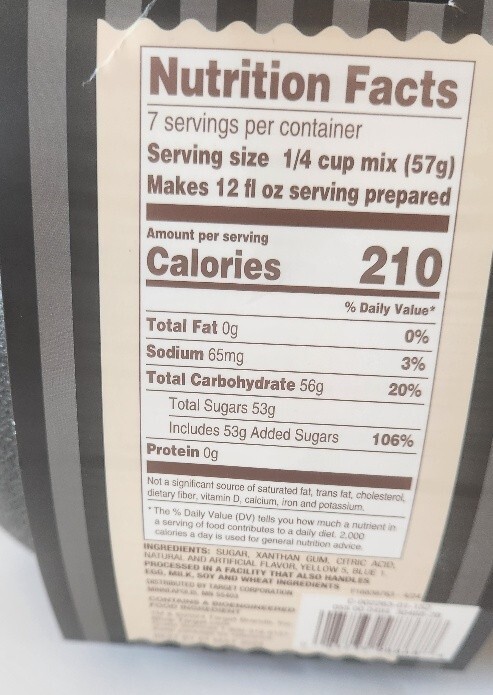 Nutrition Facts
7 servings per container
Serving size 1/4 cup mix (57g)
Makes 12 fl oz serving prepared
Amount per serving
Calories 210
% Daily Value*
Total Fat 0g 0%
Sodium 65mg 3%
Total Carbohydrate 56g 20%
Total Sugars 53g
Includes 53g Added Sugars 106%
Protein 0g
Not a significant source of saturated fat, trans fat, cholesterol,
dietary fiber, vitamin D, calcium, iron and potassium.
* The % Daily Value (DV) tells you how much a nutrient in
a serving of food contributes to a daily diet. 2,000
calories a day is used for general nutrition advice.
INGREDIENTS: SUGAR, XANTHAN GUM, CITRIC ACID,
NATURAL AND ARTIFICIAL FLAVOR, YELLOW 5, BLUE 1.
PROCESSED IN A FACILITY THAT ALSO HANDLES
EGG, MILK, SOY AND WHEAT INGREDIENTS
DISTRIBUTED BY TARGET CORPORATION
MINNEAPOLIS, MN 55403
CONTAINS A BIOENGINEERED
FOOD INGREDIENT